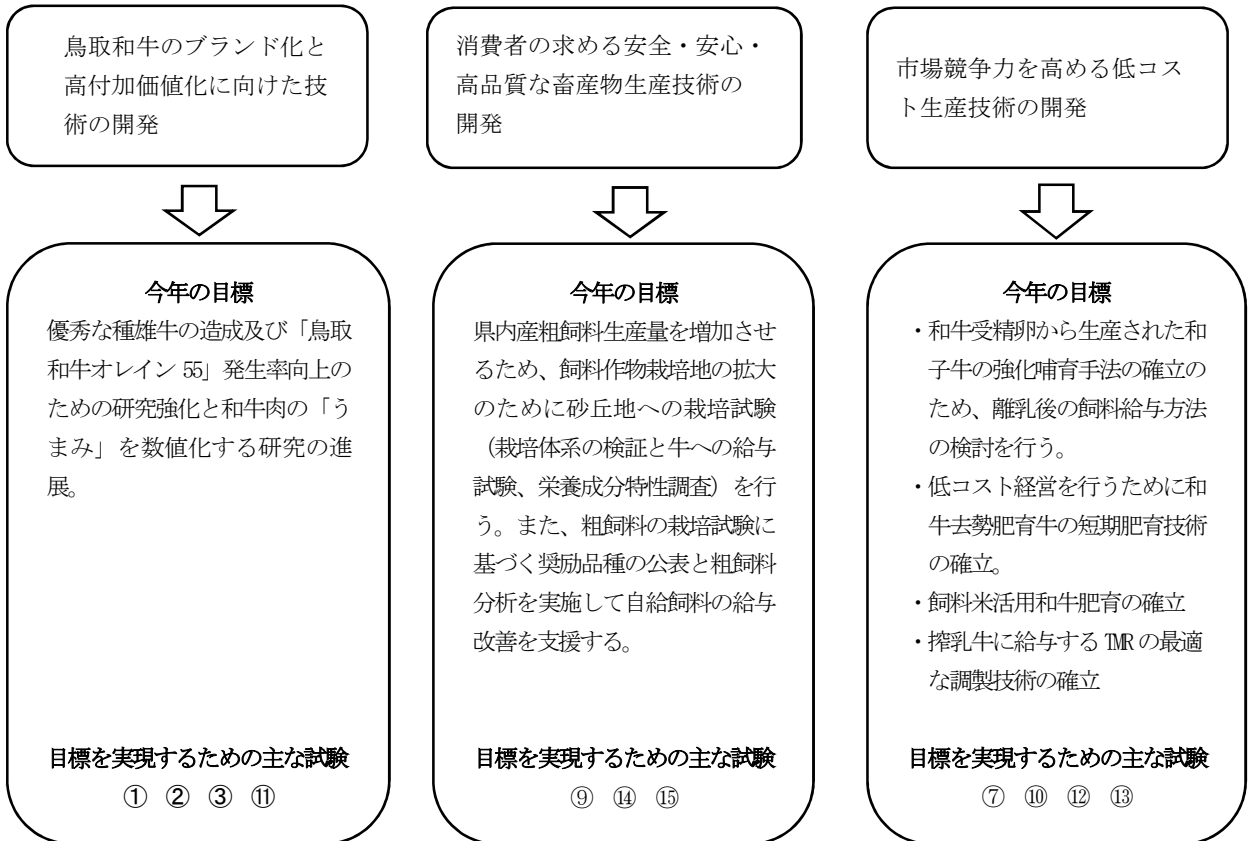 鳥取和牛のブランド化と
高付加価値化に向けた技
術の開発
消費者の求める安全・安心・
高品質な畜産物生産技術の
開発
市場競争力を高める低コス
ト生産技術の開発
今年の目標
優秀な種雄牛の造成及び「鳥取
和牛オレイン 55」発生率向上の
ための研究強化と和牛肉の「う
まみ」を数値化する研究の進
展。
目標を実現するための主な試験
① ② ③ ⑪
今年の目標
県内産粗飼料生産量を増加させ
るため、飼料作物栽培地の拡大
のために砂丘地への栽培試験
（栽培体系の検証と牛への給与
試験、栄養成分特性調査）を行
う。また、粗飼料の栽培試験に
基づく奨励品種の公表と粗飼料
分析を実施して自給飼料の給与
改善を支援する。
目標を実現するための主な試験
⑨ ⑭ ⑮
今年の目標
・和牛受精卵から生産された和
子牛の強化哺育手法の確立の
ため、離乳後の飼料給与方法
の検討を行う。
・低コスト経営を行うために和
牛去勢肥育牛の短期肥育技術
の確立。
・飼料米活用和牛肥育の確立
・搾乳牛に給与する TMR の最適
な調製技術の確立
目標を実現するための主な試験
⑦ ⑩ ⑫ ⑬